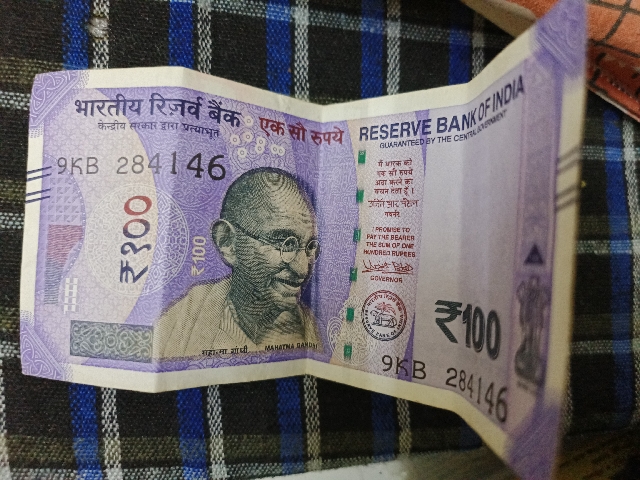 भारतीय रिज़र्व बैंक
केन्द्रीय सरकार द्वारा प्रत्याभूत
एक सौ रुपये
RESERVE BANK OF INDIA
GUARANTEED BY THE CENTRAL GOVERNMENT
9KB 284146
₹१००
₹100
मैं धारक को
एक सौ रुपये
अदा करने का
वचन देता हूँ।
I PROMISE TO
PAY THE BEARER
THE SUM OF ONE
HUNDRED RUPEES
GOVERNOR
₹100
महात्मा गांधी MAHATMA GANDHI
9KB 284146